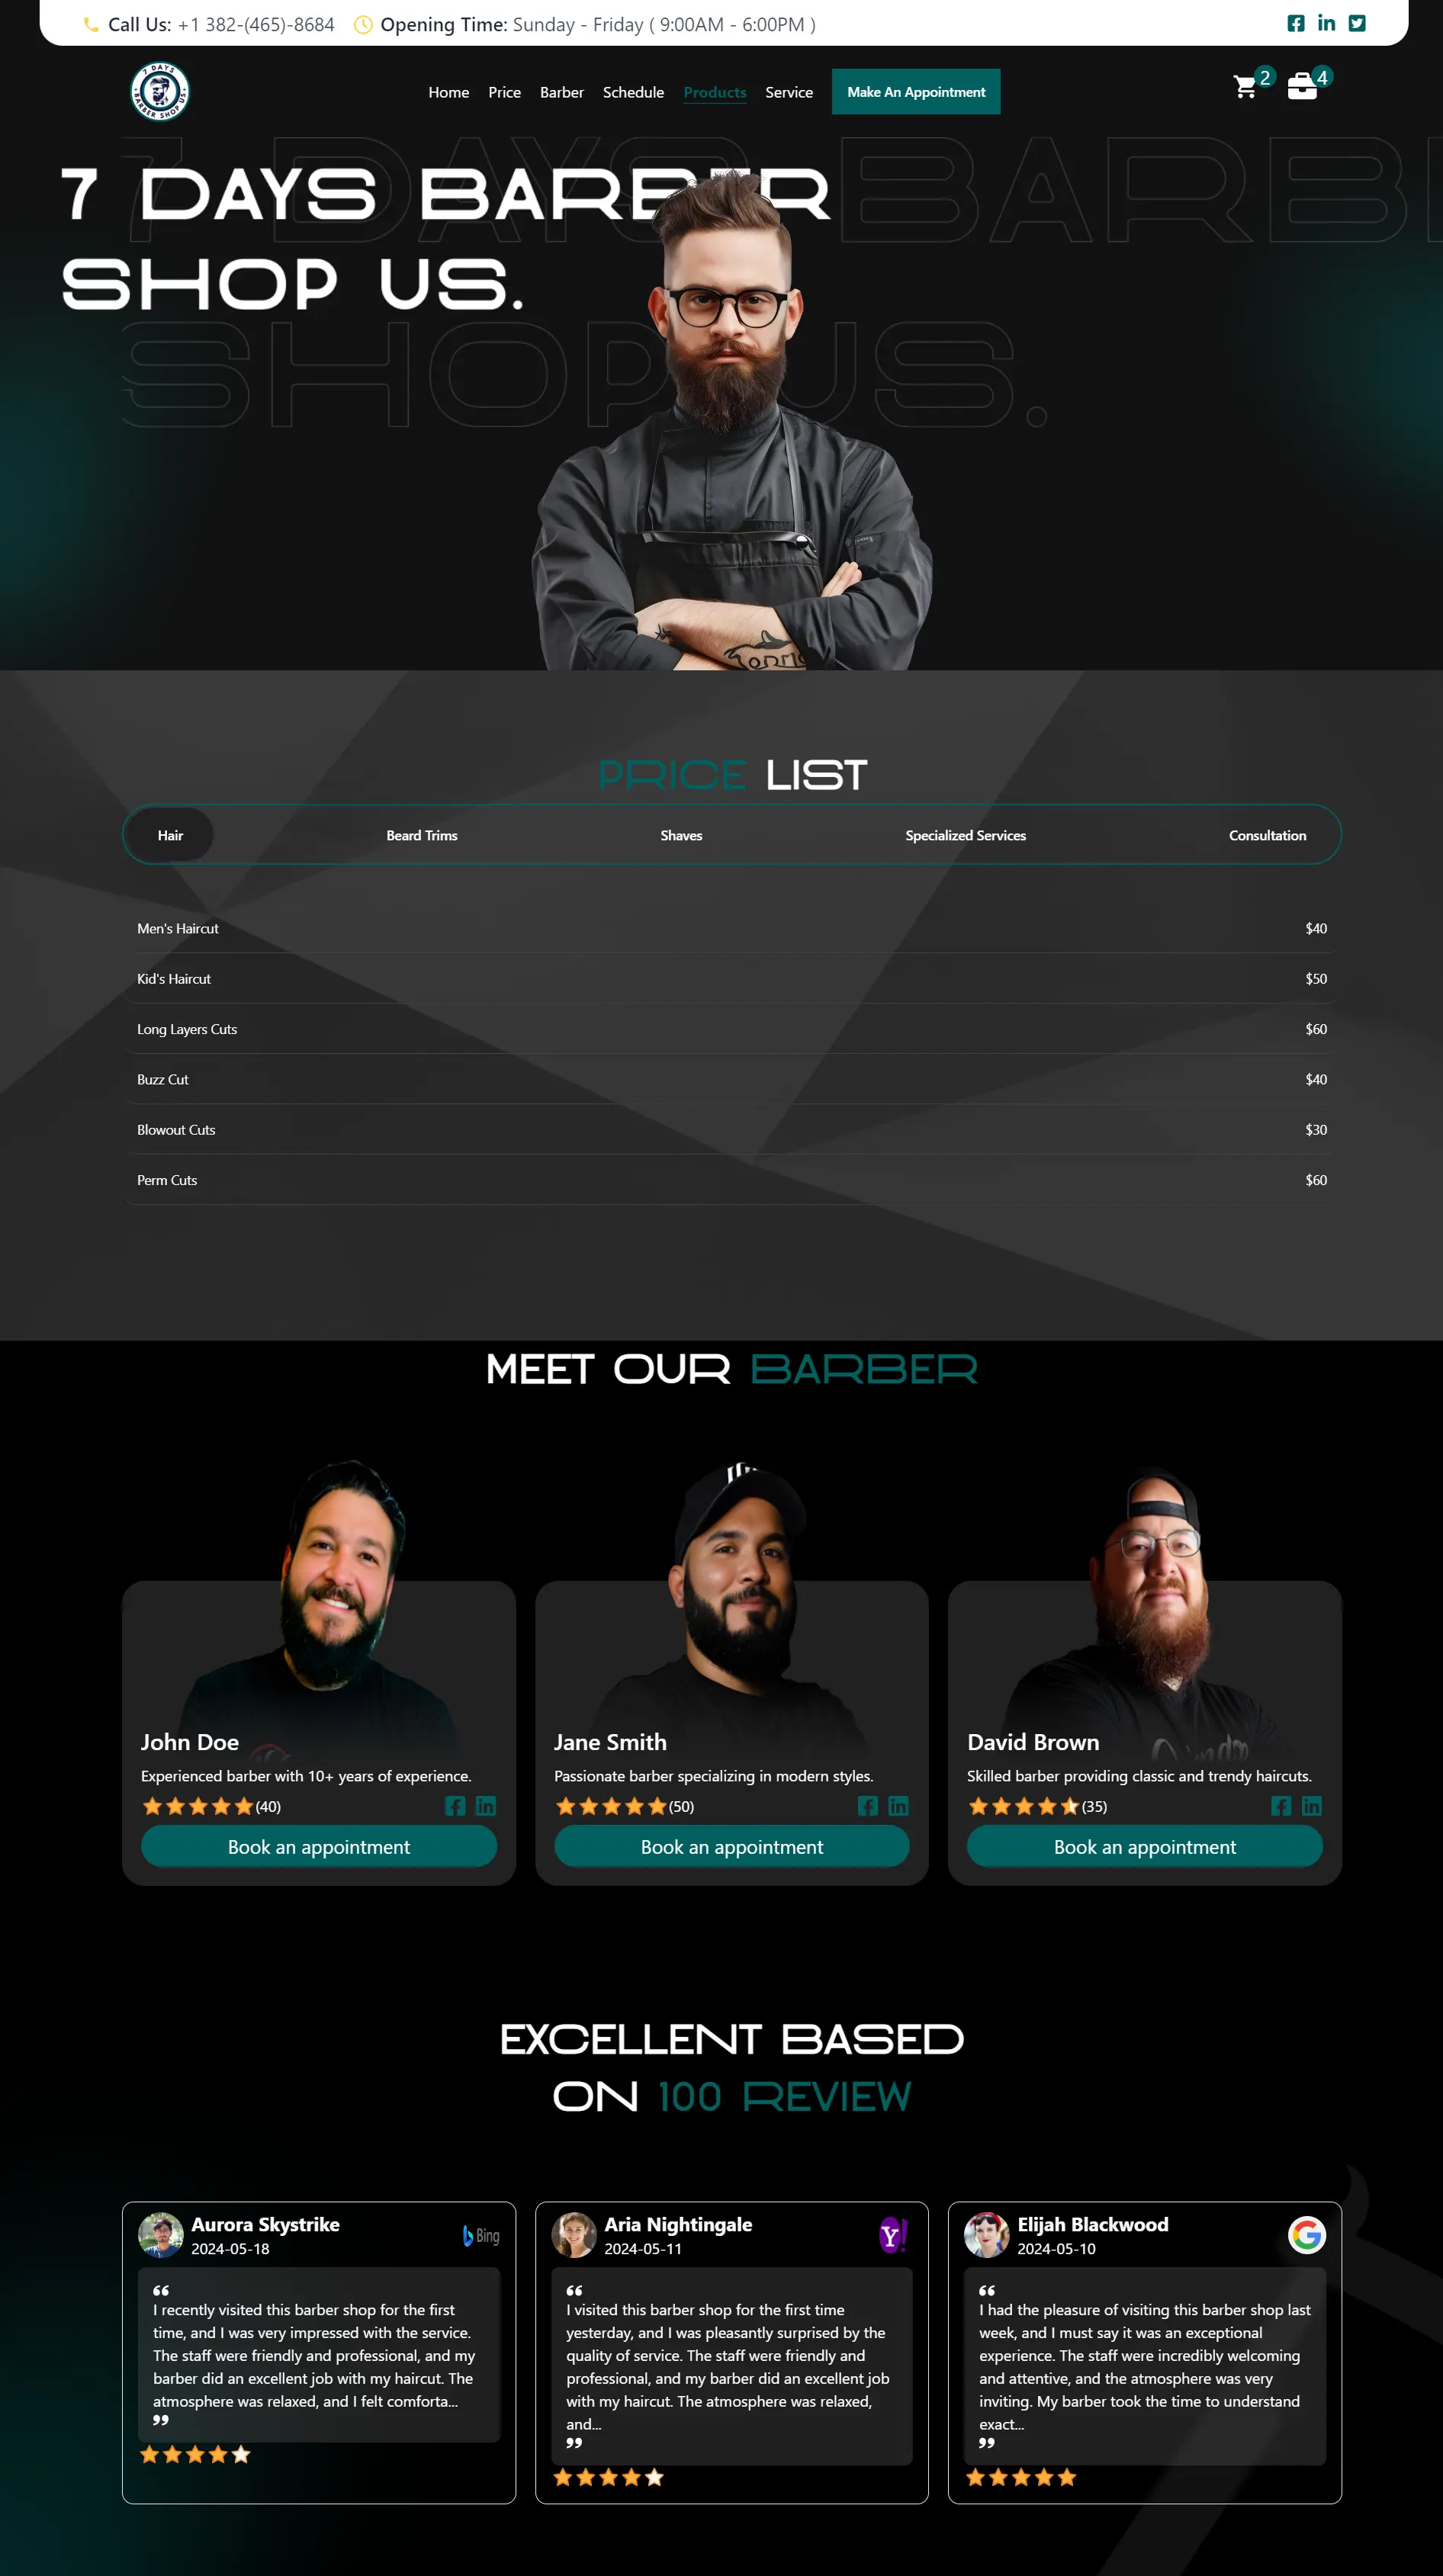 Call Us: +1 382-(465)-8684 Opening Time: Sunday - Friday ( 9:00AM - 6:00PM )
7 DAYS
BARBER SHOP US
Home Price Barber Schedule Products Service Make An Appointment
2 4
7 DAYS BARBER
SHOP US.
7 DAYS BARBE
SHOP US.
PRICE LIST
Hair Beard Trims Shaves Specialized Services Consultation
Men's Haircut $40
Kid's Haircut $50
Long Layers Cuts $60
Buzz Cut $40
Blowout Cuts $30
Perm Cuts $60
MEET OUR BARBER
John Doe
Experienced barber with 10+ years of experience.
(40)
Book an appointment
Jane Smith
Passionate barber specializing in modern styles.
(50)
Book an appointment
David Brown
Skilled barber providing classic and trendy haircuts.
(35)
Book an appointment
EXCELLENT BASED
ON 100 REVIEW
Aurora Skystrike
2024-05-18
Bing
“
I recently visited this barber shop for the first
time, and I was very impressed with the service.
The staff were friendly and professional, and my
barber did an excellent job with my haircut. The
atmosphere was relaxed, and I felt comforta...
”
Aria Nightingale
2024-05-11
Y!
“
I visited this barber shop for the first time
yesterday, and I was pleasantly surprised by the
quality of service. The staff were friendly and
professional, and my barber did an excellent job
with my haircut. The atmosphere was relaxed,
and...
”
Elijah Blackwood
2024-05-10
G
“
I had the pleasure of visiting this barber shop last
week, and I must say it was an exceptional
experience. The staff were incredibly welcoming
and attentive, and the atmosphere was very
inviting. My barber took the time to understand
exact...
”